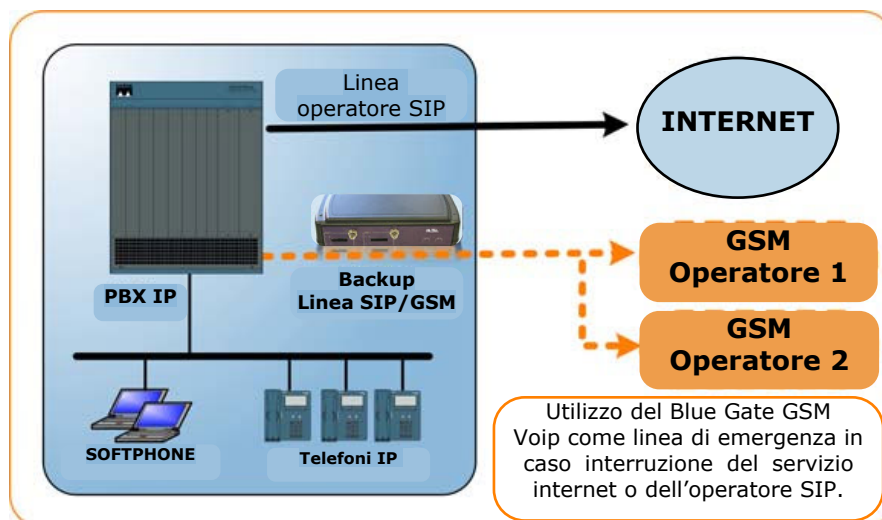 Linea
operatore SIP
INTERNET
GSM
Operatore 1
Backup
Linea SIP/GSM
PBX IP
GSM
Operatore 2
SOFTPHONE
Telefoni IP
Utilizzo del Blue Gate GSM
Voip come linea di emergenza in
caso interruzione del servizio
internet o dell’operatore SIP.